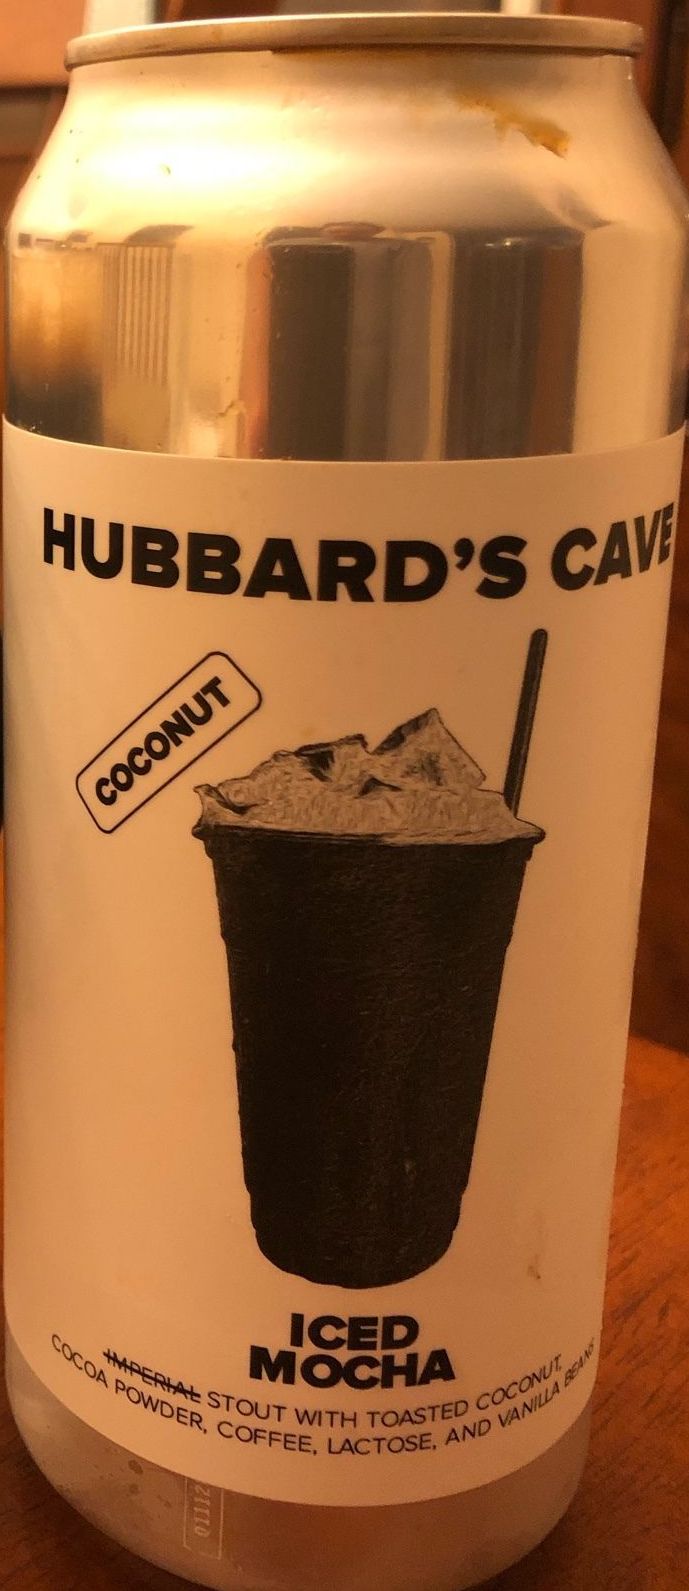 HUBBARD'S CAVE
COCONUT
ICED
MOCHA
IMPERIAL STOUT WITH TOASTED COCONUT,
COCOA POWDER, COFFEE, LACTOSE, AND VANILLA BEANS